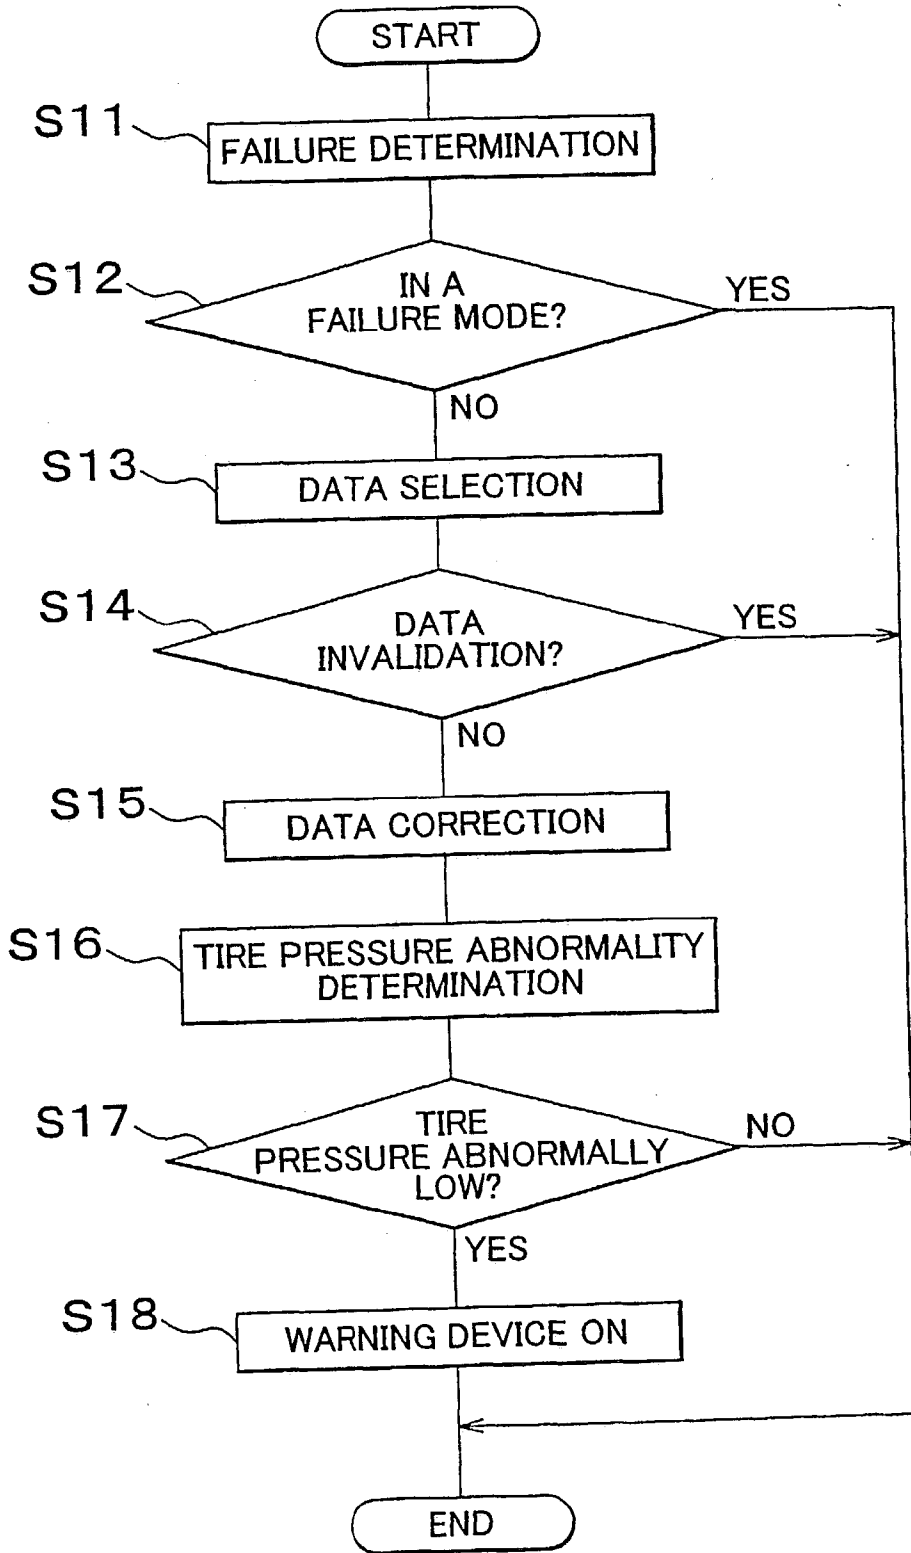 START
S11
FAILURE DETERMINATION
S12
IN A
FAILURE MODE?
YES
NO
S13
DATA SELECTION
S14
DATA
INVALIDATION?
YES
NO
S15
DATA CORRECTION
S16
TIRE PRESSURE ABNORMALITY
DETERMINATION
S17
TIRE
PRESSURE ABNORMALLY
LOW?
NO
YES
S18
WARNING DEVICE ON
END